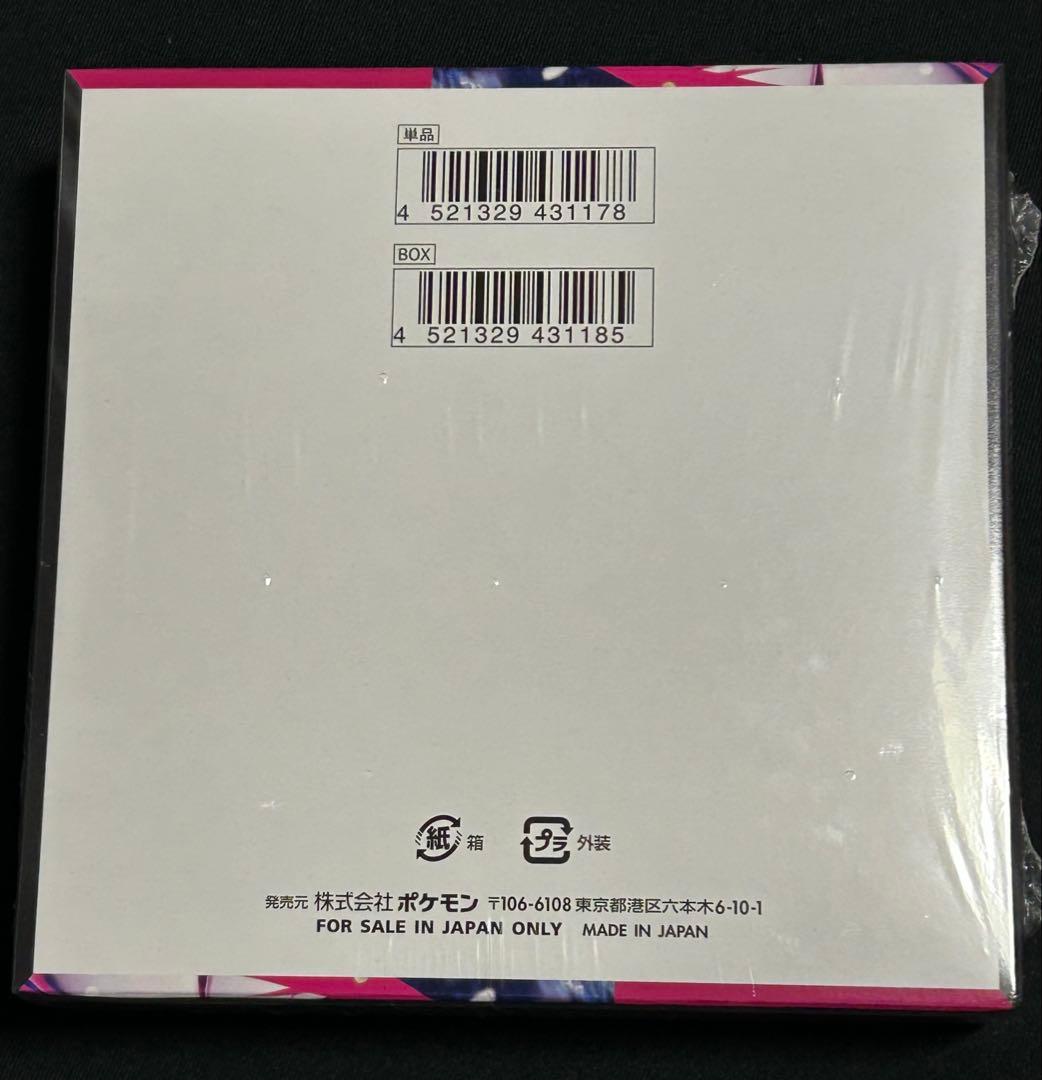 単品
4 521329 431178
BOX
4 521329 431185
紙 箱 プラ 外装
発売元 株式会社 ポケモン 〒106-6108 東京都港区六本木6-10-1
FOR SALE IN JAPAN ONLY MADE IN JAPAN